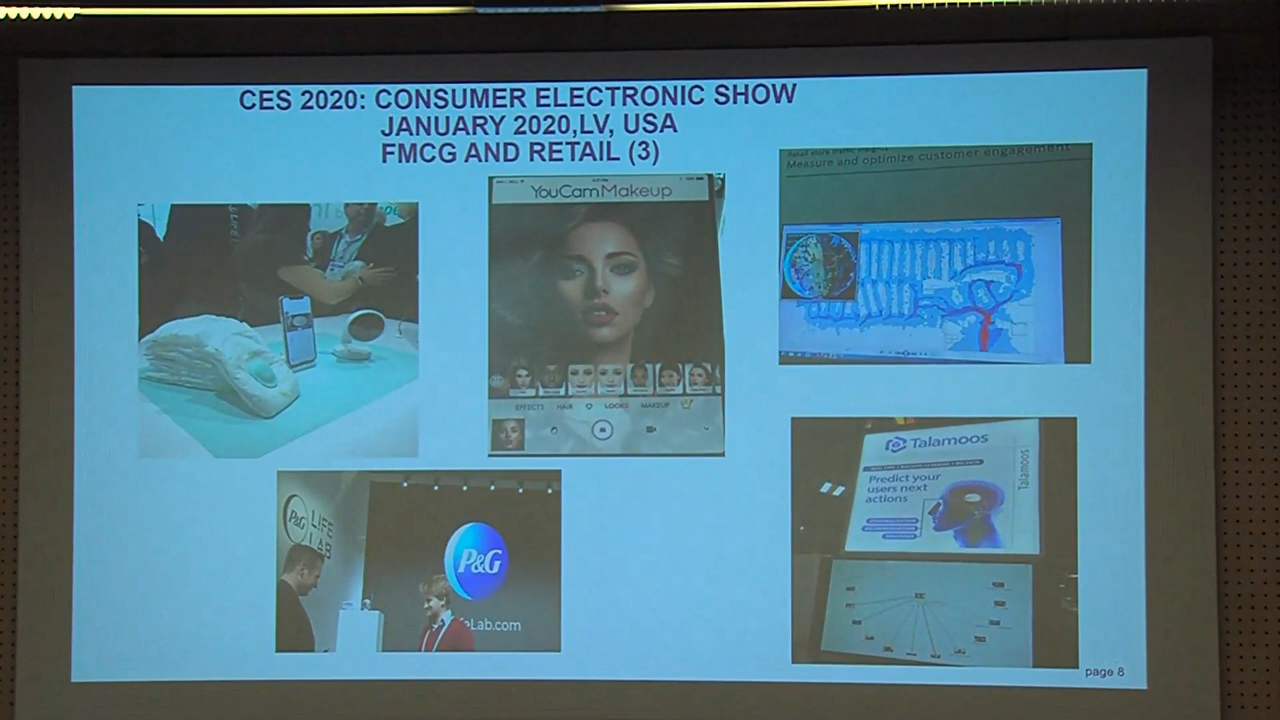 CES 2020: CONSUMER ELECTRONIC SHOW
JANUARY 2020,LV, USA
FMCG AND RETAIL (3)
YouCam Makeup
EFFECTS HAIR LOOKS MAKEUP
Measure and optimize customer engagement
P&G LIFE
LAB
P&G
eLab.com
Talamoos
Talamoos
Predict your
users next
actions
page 8